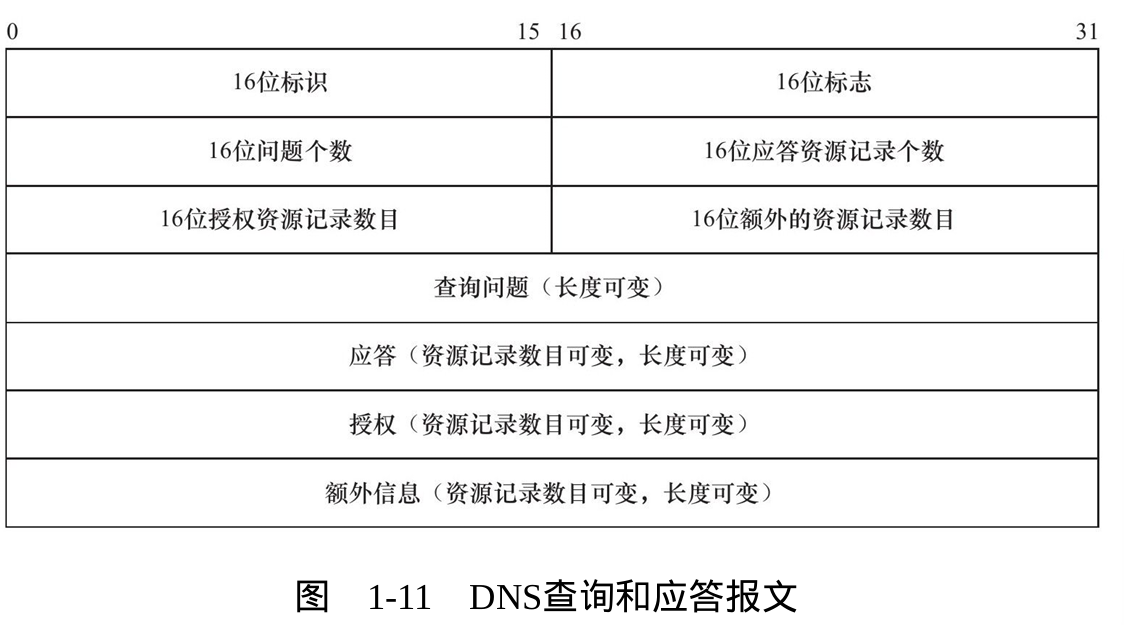 0 15 16 31
16位标识 16位标志
16位问题个数 16位应答资源记录个数
16位授权资源记录数目 16位额外的资源记录数目
查询问题（长度可变）
应答（资源记录数目可变，长度可变）
授权（资源记录数目可变，长度可变）
额外信息（资源记录数目可变，长度可变）
图 1-11 DNS查询和应答报文